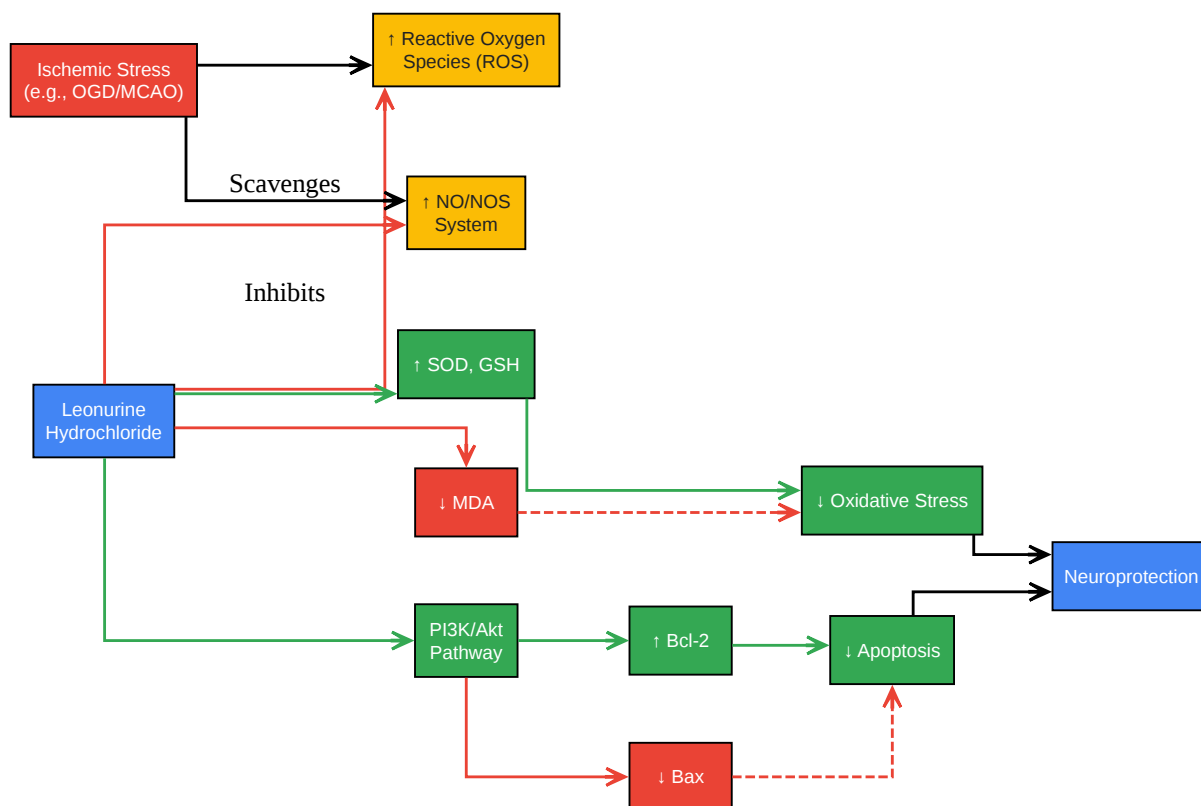 ↑ Reactive Oxygen
Species (ROS)
Ischemic Stress
(e.g., OGD/MCAO)
Scavenges
↑ NO/NOS
System
Inhibits
↑ SOD, GSH
Leonurine
Hydrochloride
↓ MDA
↓ Oxidative Stress
Neuroprotection
PI3K/Akt
Pathway
↑ Bcl-2
↓ Apoptosis
↓ Bax